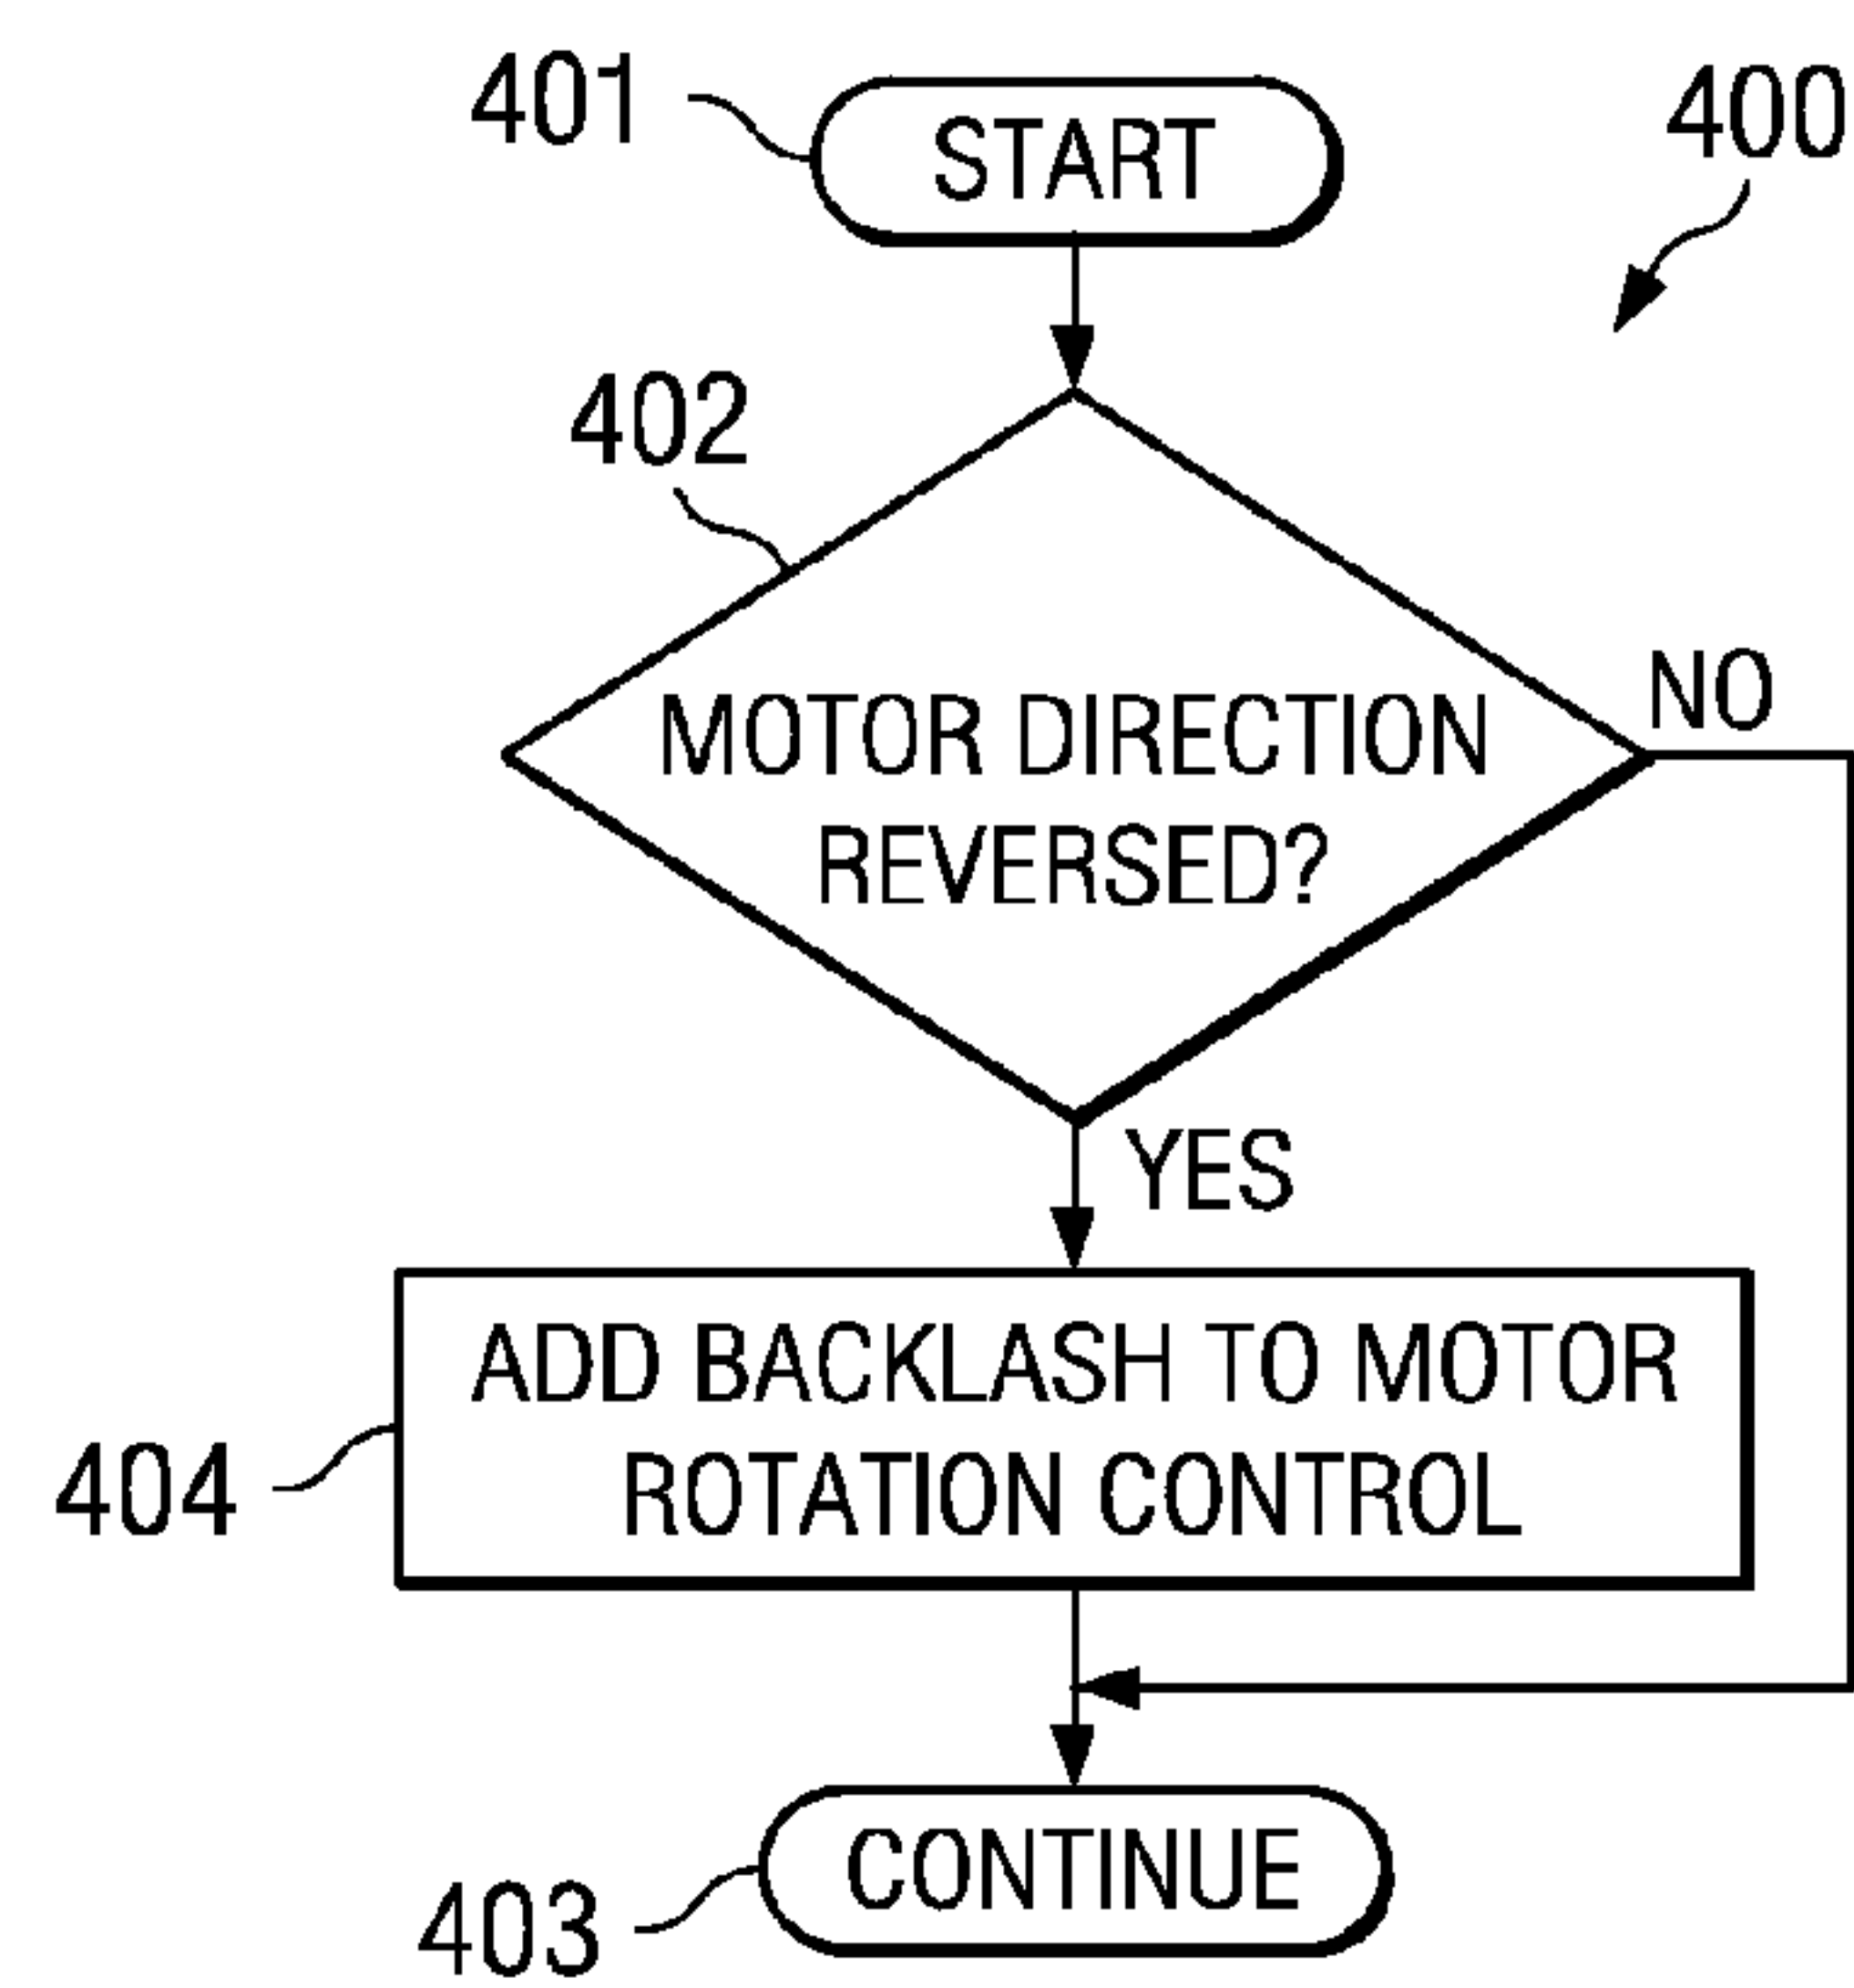 401
START
400
402
MOTOR DIRECTION
REVERSED?
NO
YES
ADD BACKLASH TO MOTOR
ROTATION CONTROL
404
CONTINUE
403